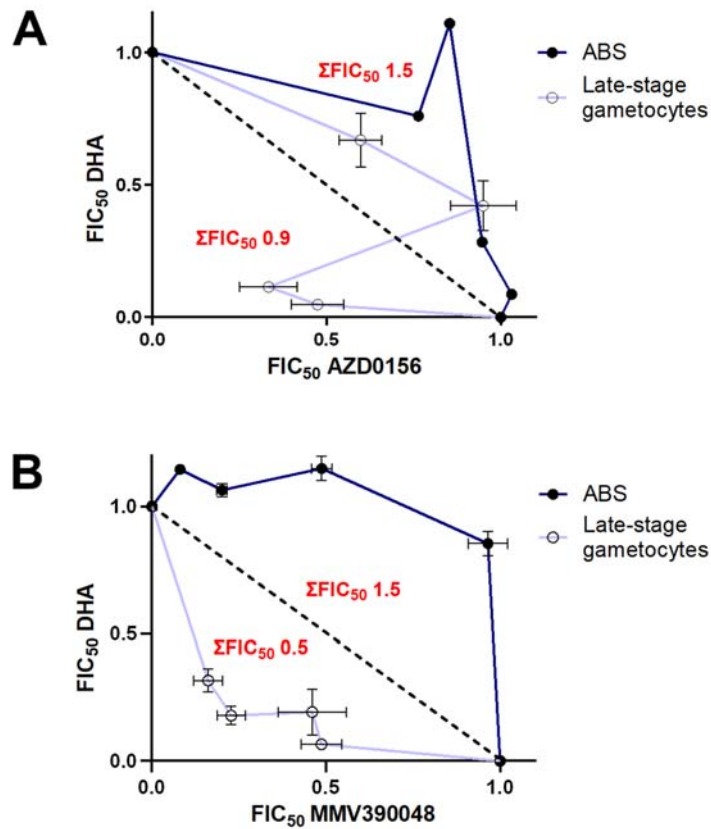 A
ABS
Late-stage
gametocytes
ΣFIC50 1.5
ΣFIC50 0.9
FIC50 DHA
1.0
0.5
0.0
0.0 0.5 1.0
FIC50 AZD0156
B
ABS
Late-stage
gametocytes
ΣFIC50 1.5
ΣFIC50 0.5
FIC50 DHA
1.0
0.5
0.0
0.0 0.5 1.0
FIC50 MMV390048